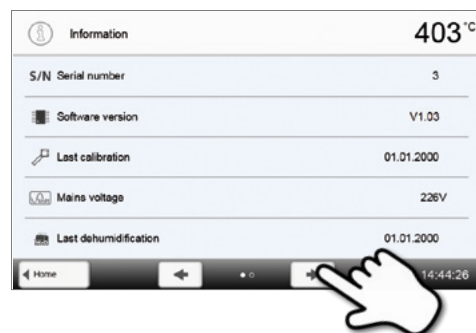 Information 403 °C
S/N Serial number 3
Software version V1.03
Last calibration 01.01.2000
Mains voltage 226V
Last dehumidification 01.01.2000
Home 14:44:26